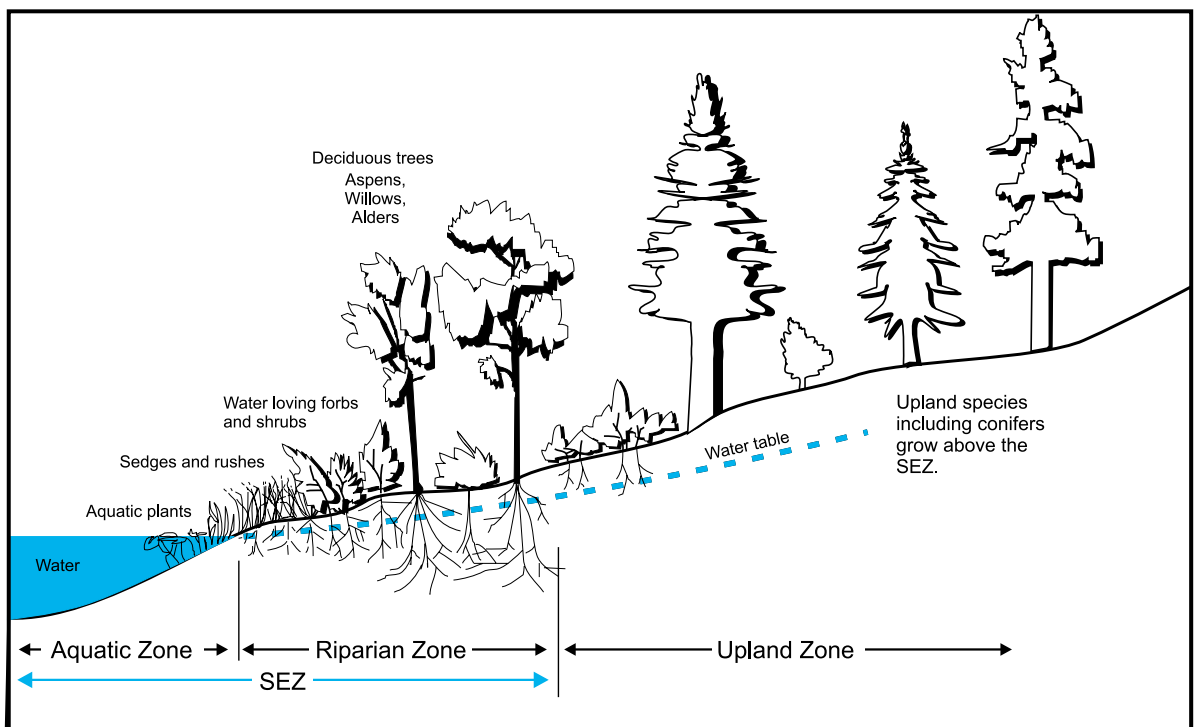 Deciduous trees
Aspens,
Willows,
Alders
Water loving forbs
and shrubs
Sedges and rushes
Aquatic plants
Water
Water table
Upland species
including conifers
grow above the
SEZ.
Aquatic Zone
Riparian Zone
Upland Zone
SEZ